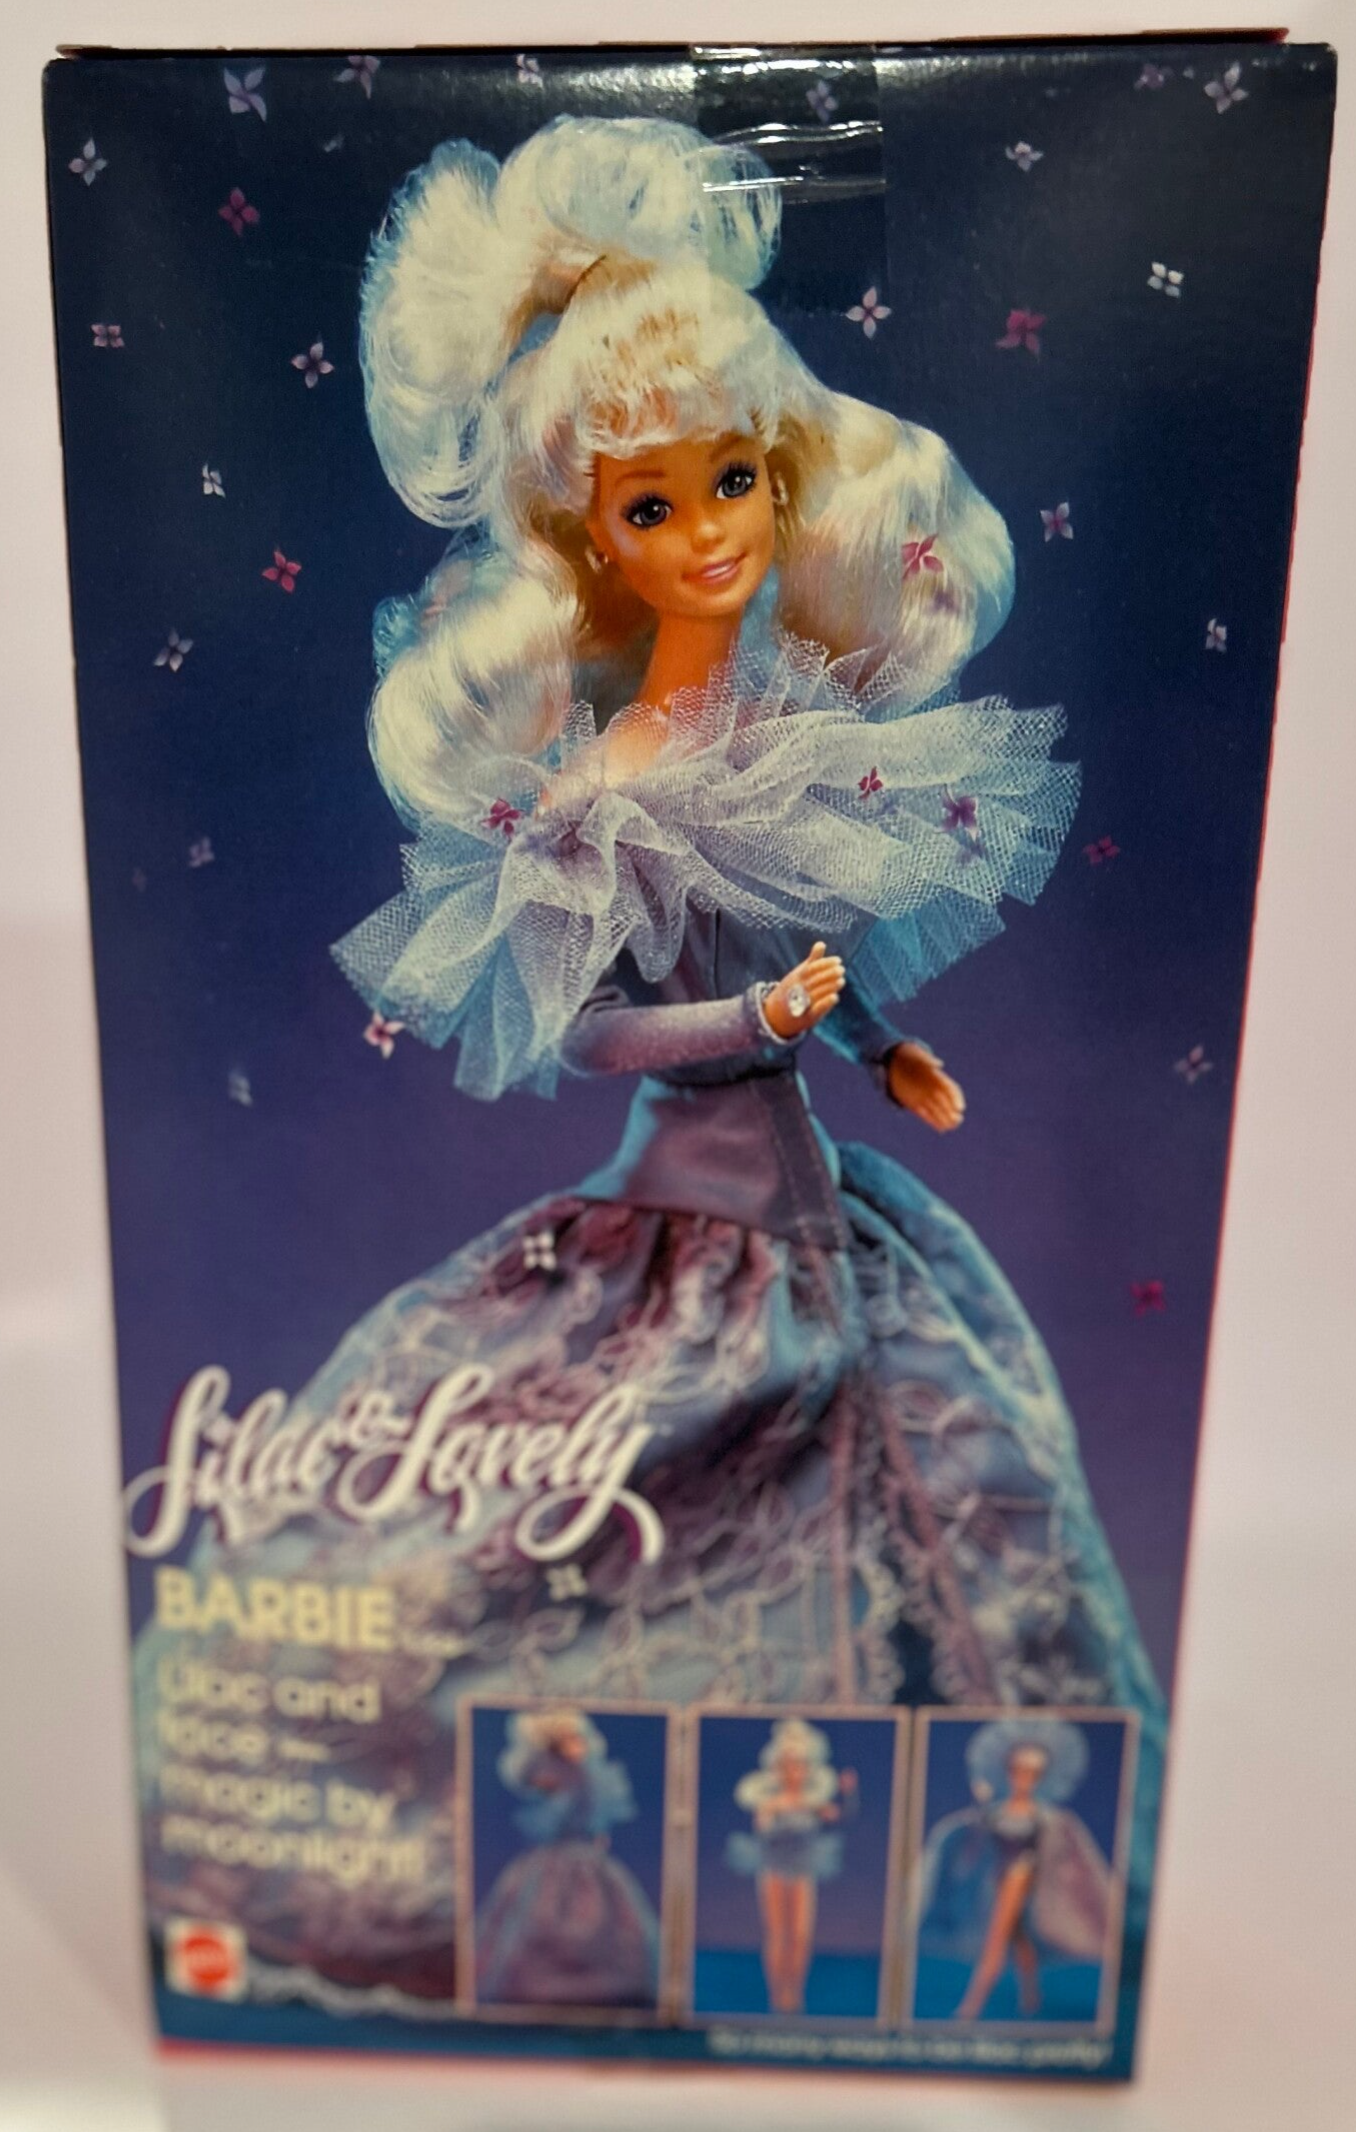 Lilac & Lovely
BARBIE
Lilac and
lace —
magic by
moonlight!